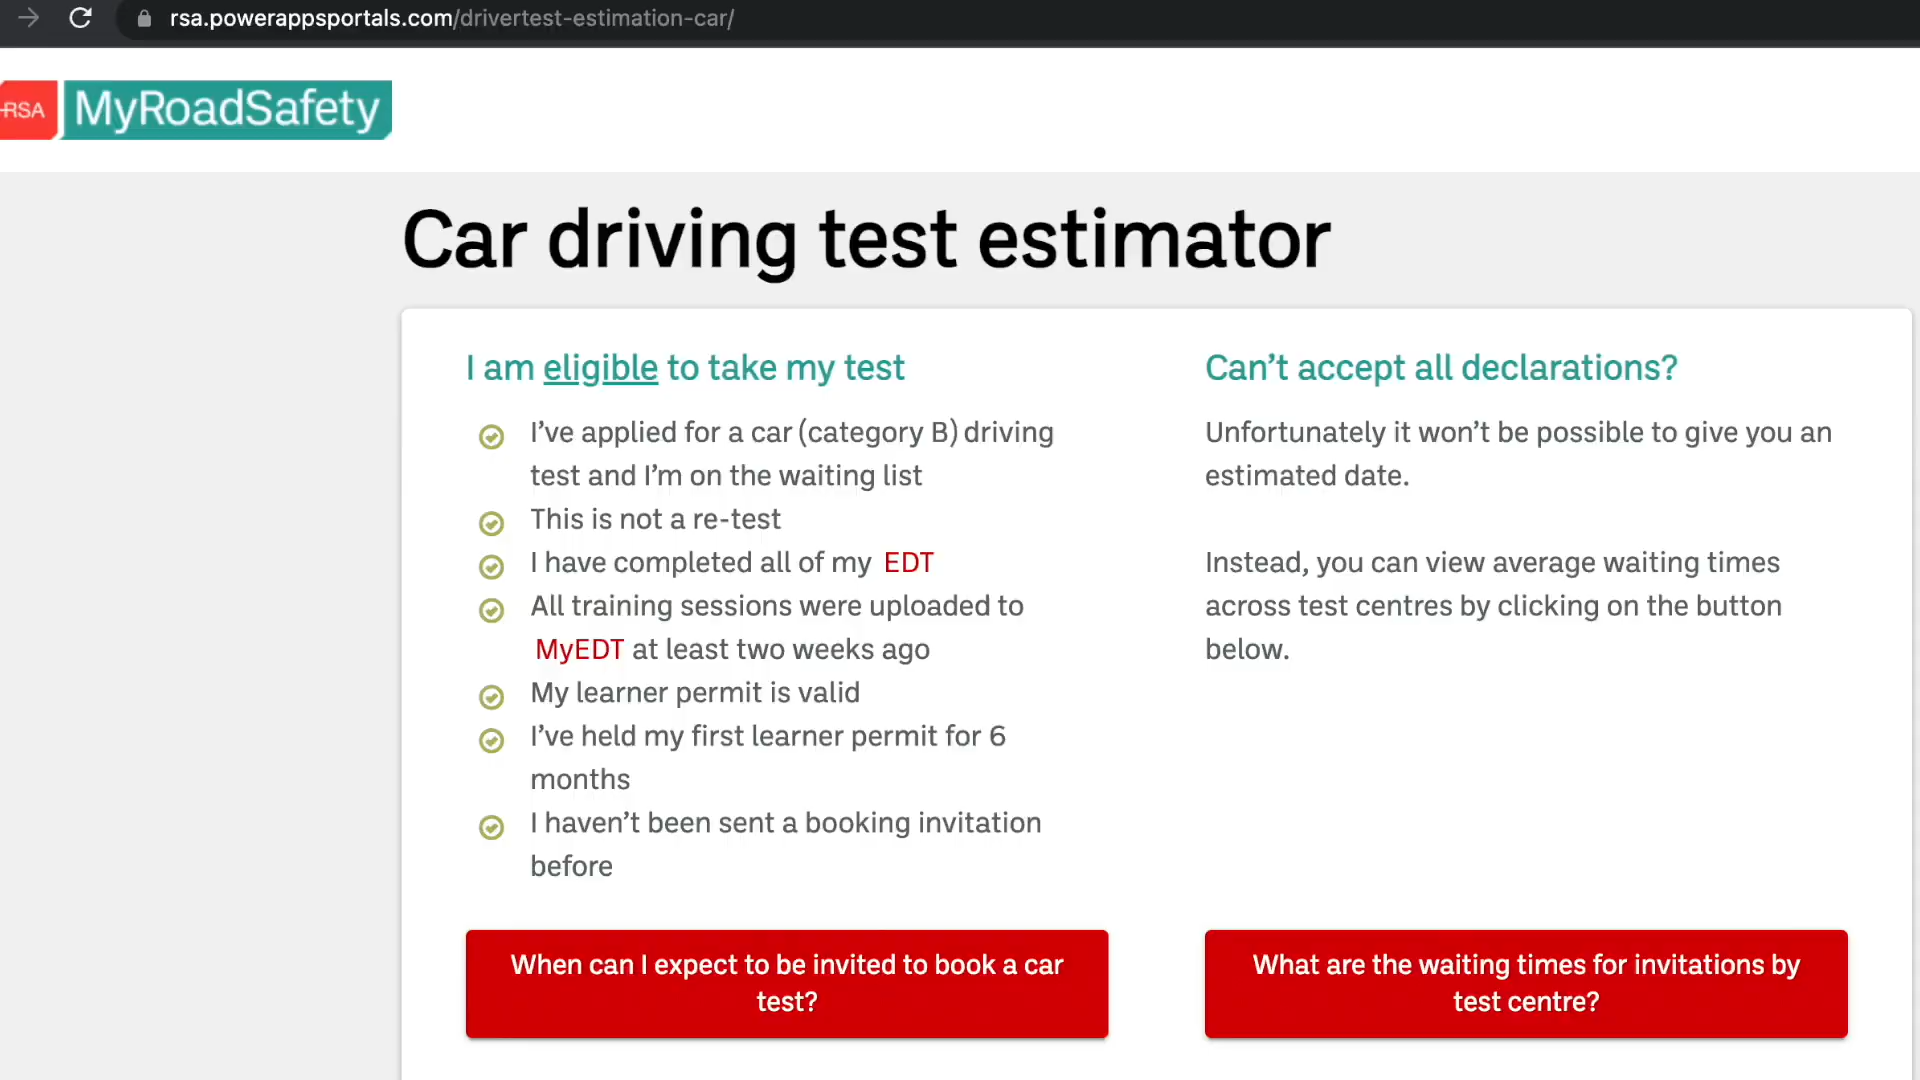 rsa.powerappsportals.com/drivertest-estimation-car/
RSA MyRoadSafety
Car driving test estimator
I am eligible to take my test
I’ve applied for a car (category B) driving
test and I’m on the waiting list
This is not a re-test
I have completed all of my EDT
All training sessions were uploaded to
MyEDT at least two weeks ago
My learner permit is valid
I’ve held my first learner permit for 6
months
I haven’t been sent a booking invitation
before
When can I expect to be invited to book a car
test?
Can’t accept all declarations?
Unfortunately it won’t be possible to give you an
estimated date.
Instead, you can view average waiting times
across test centres by clicking on the button
below.
What are the waiting times for invitations by
test centre?